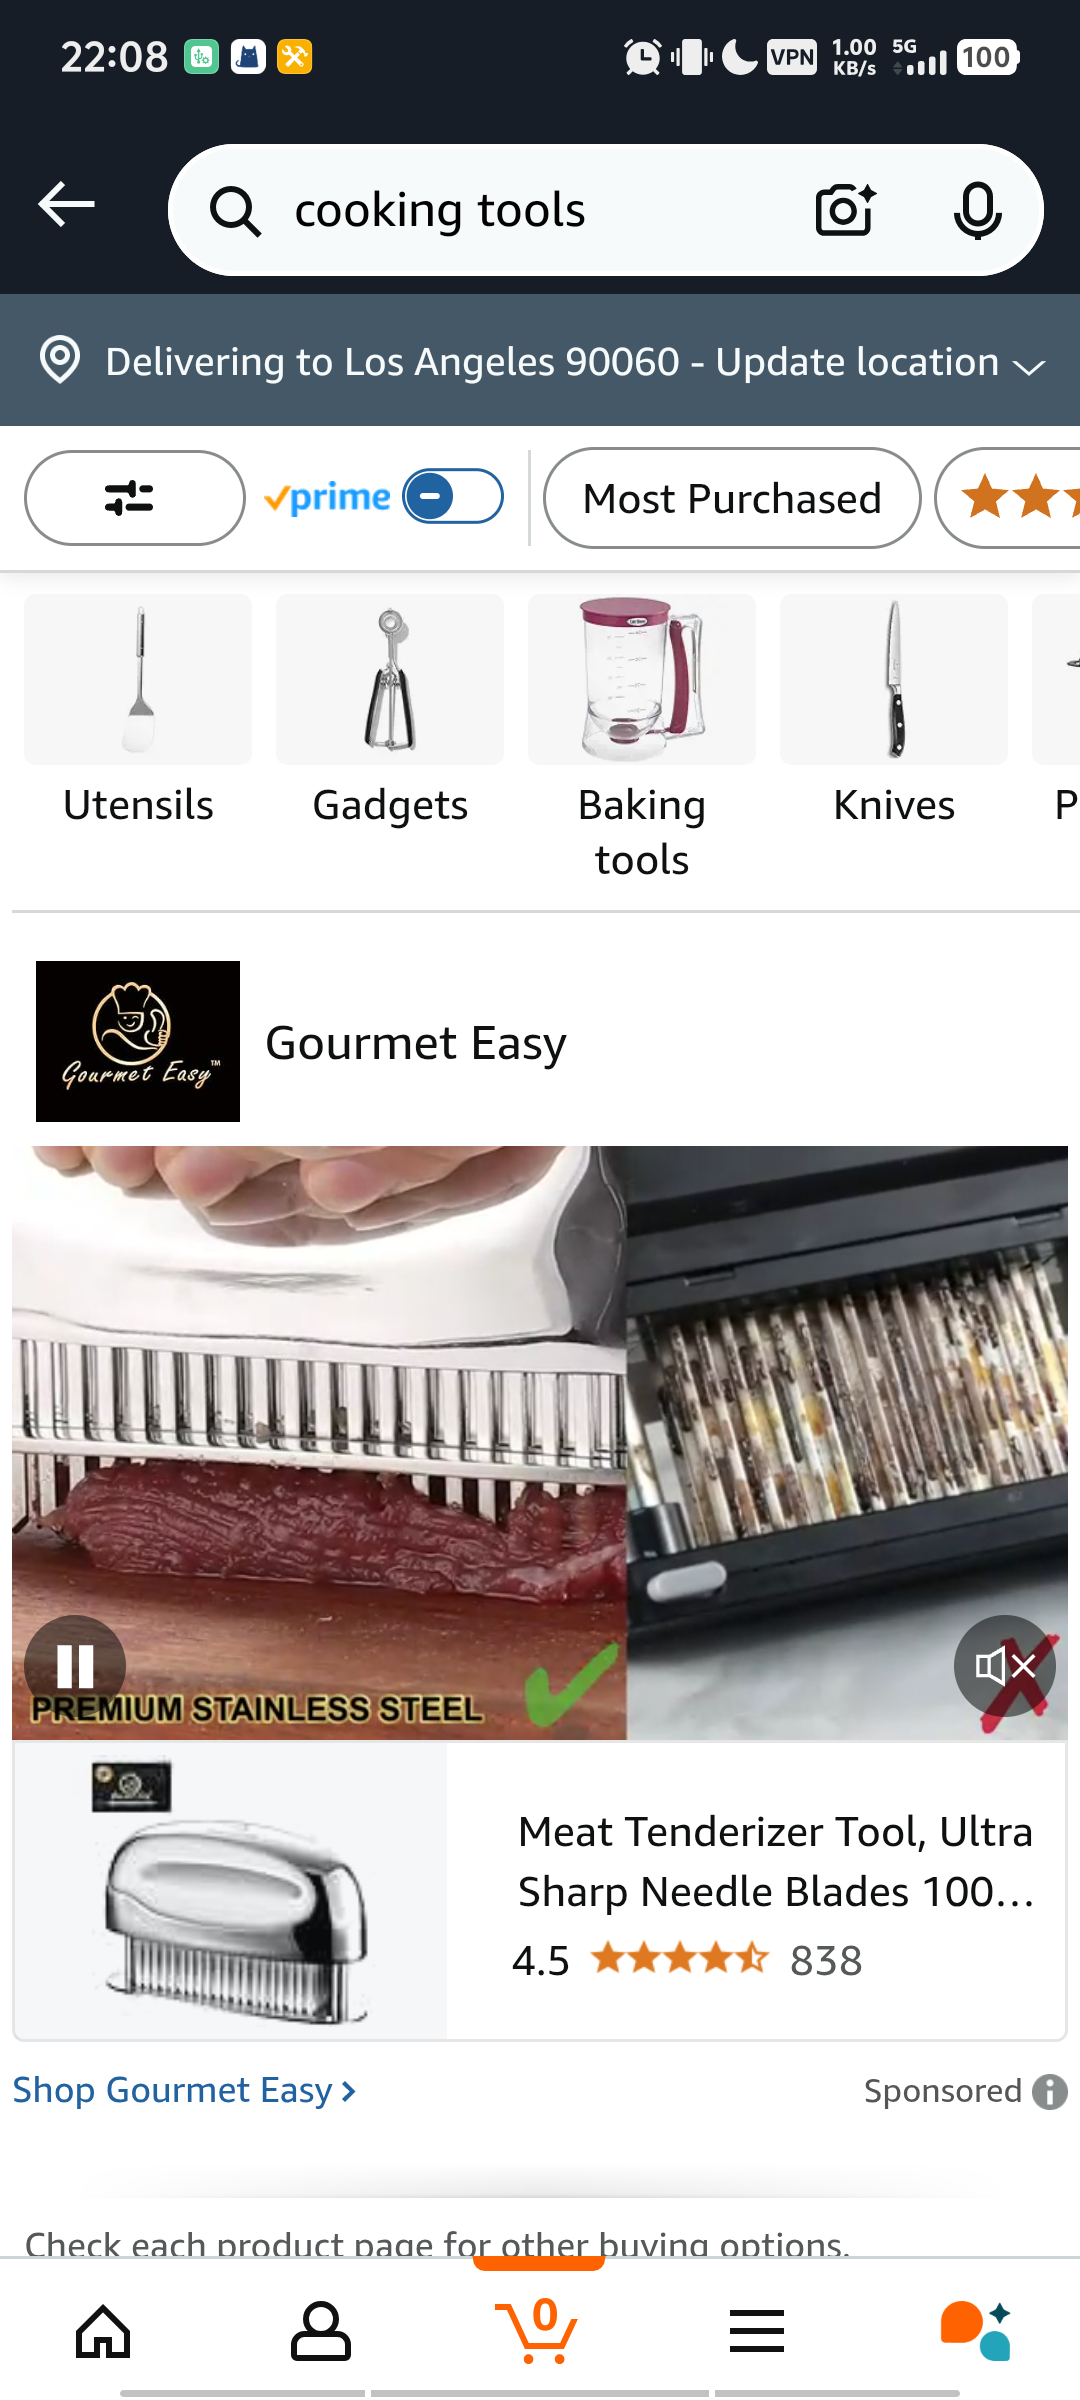 22:08
VPN
1.00
KB/s
5G
100
cooking tools
Delivering to Los Angeles 90060 - Update location
prime
Most Purchased
Utensils
Gadgets
Baking
tools
Knives
P
Gourmet Easy™
Gourmet Easy
PREMIUM STAINLESS STEEL
Meat Tenderizer Tool, Ultra
Sharp Needle Blades 100...
4.5
838
Shop Gourmet Easy
Sponsored
Check each product page for other buying options.
0